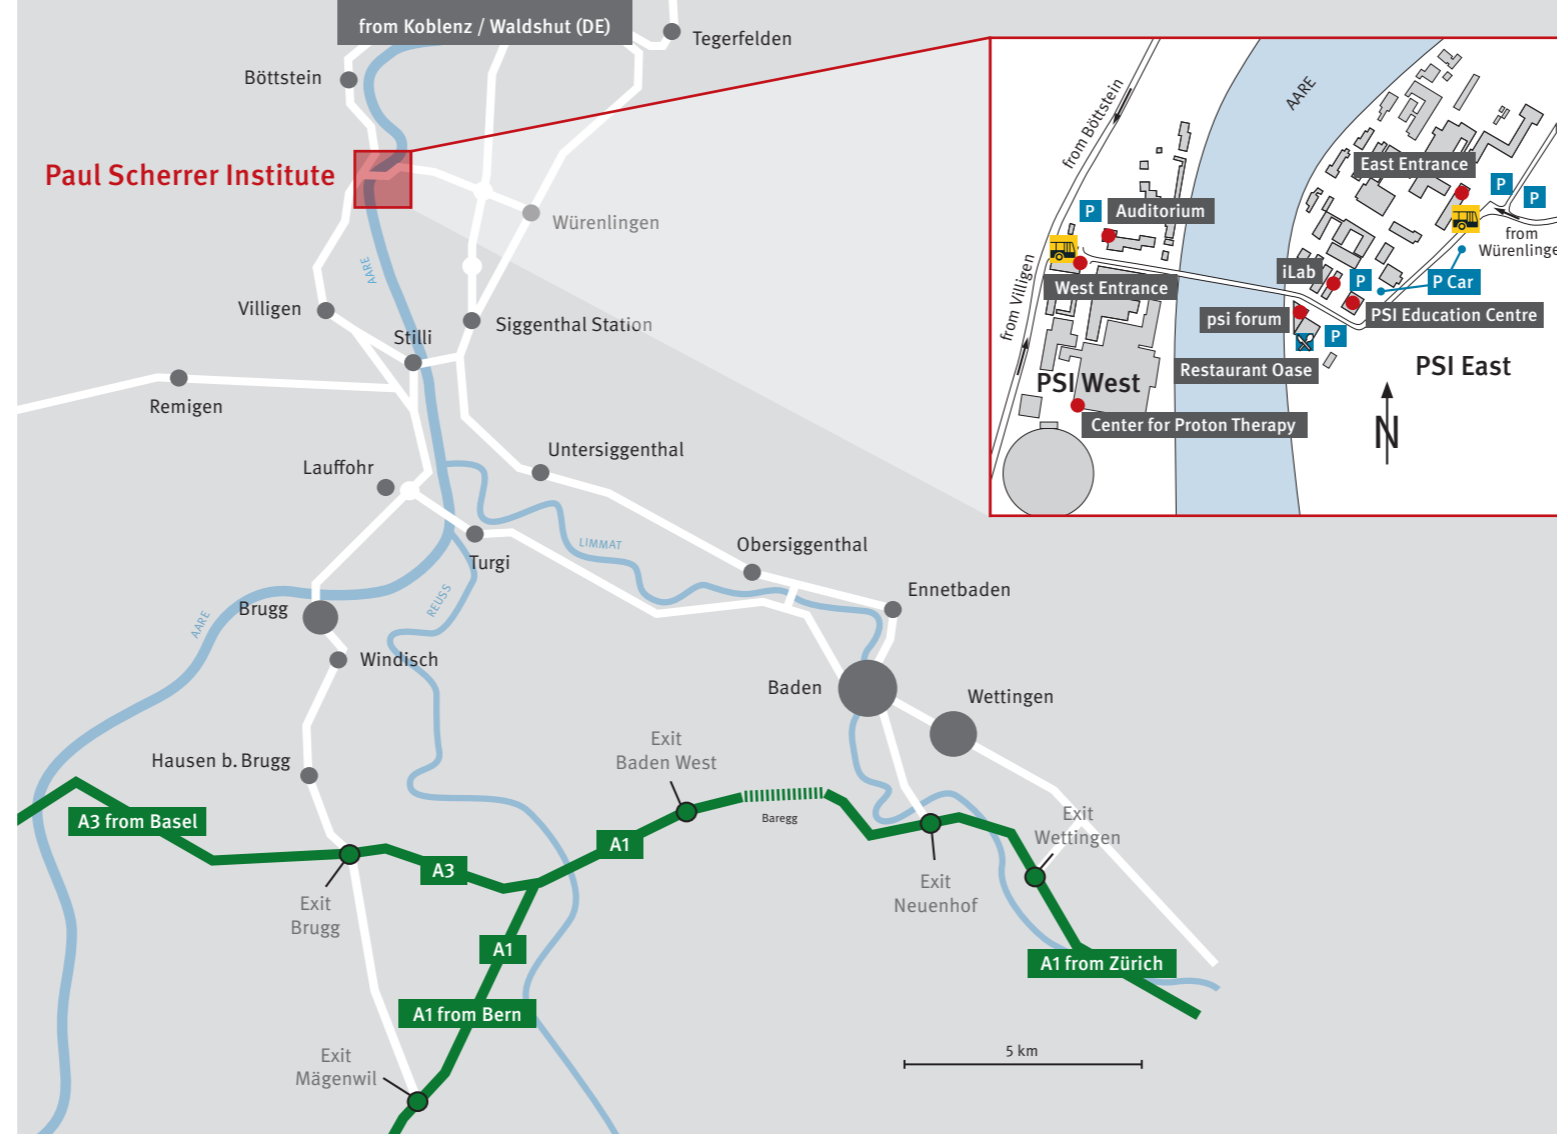 from Koblenz / Waldshut (DE)
Tegerfelden
Böttstein
Paul Scherrer Institute
Würenlingen
AARE
Villigen
Siggenthal Station
Stilli
Remigen
Lauffohr
Untersiggenthal
Turgi
LIMMAT
Obersiggenthal
Ennetbaden
REUSS
AARE
Brugg
Windisch
Baden
Wettingen
Hausen b. Brugg
Exit
Baden West
Baregg
A3 from Basel
A3
A1
Exit
Brugg
Exit
Neuenhof
Exit
Wettingen
A1
A1 from Bern
A1 from Zürich
Exit
Mägenwil
5 km
from Böttstein
AARE
East Entrance
P
P
P
Auditorium
from
Würenlinge
from Villigen
West Entrance
iLab
P
P Car
psi forum
PSI Education Centre
P
Restaurant Oase
PSI West
PSI East
Center for Proton Therapy
N